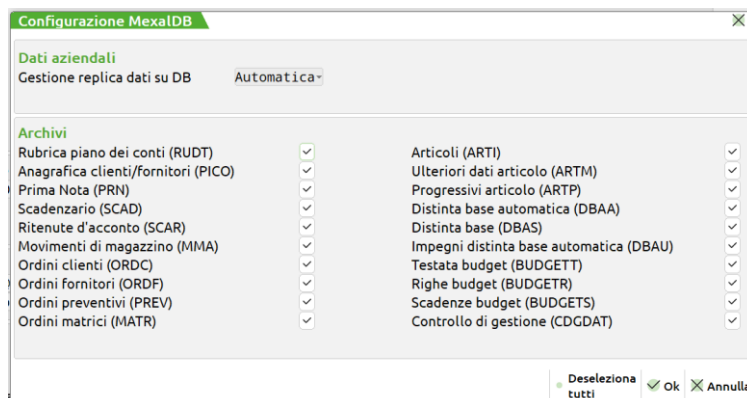 Configurazione MexalDB
Dati aziendali
Gestione replica dati su DB Automatica
Archivi
Rubrica piano dei conti (RUDT) Articoli (ARTI)
Anagrafica clienti/fornitori (PICO) Ulteriori dati articolo (ARTM)
Prima Nota (PRN) Progressivi articolo (ARTP)
Scadenzario (SCAD) Distinta base automatica (DBAA)
Ritenute d'acconto (SCAR) Distinta base (DBAS)
Movimenti di magazzino (MMA) Impegni distinta base automatica (DBAU)
Ordini clienti (ORDC) Testata budget (BUDGETT)
Ordini fornitori (ORDF) Righe budget (BUDGETR)
Ordini preventivi (PREV) Scadenze budget (BUDGETS)
Ordini matrici (MATR) Controllo di gestione (CDGDAT)
Deseleziona
tutti
Ok
Annulla